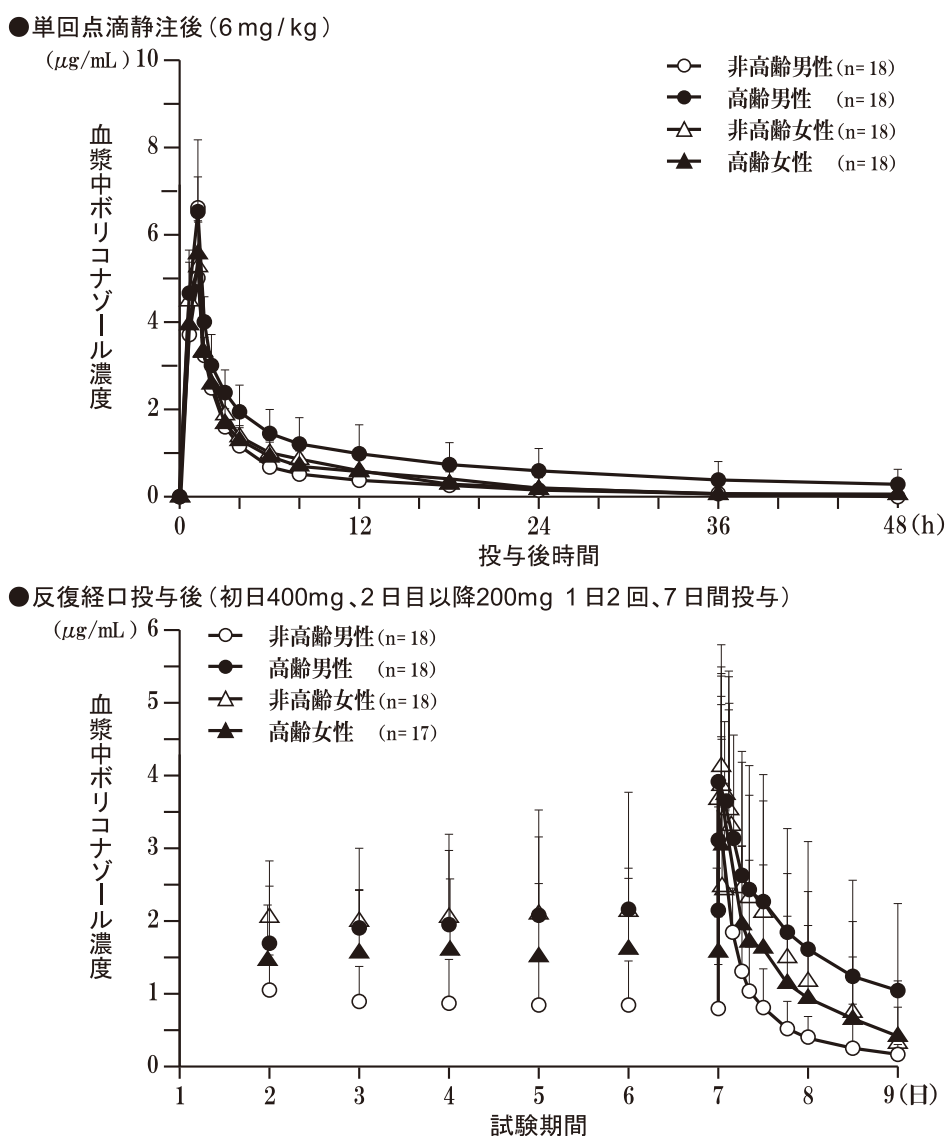 ●単回点滴静注後（6mg/kg）
(μg/mL)
10
8
6
4
2
0
血漿中ボリコナゾール濃度
非高齢男性(n=18)
高齢男性 (n=18)
非高齢女性(n=18)
高齢女性 (n=18)
0 12 24 36 48(h)
投与後時間
●反復経口投与後（初日400mg、2日目以降200mg 1日2回、7日間投与）
(μg/mL)
6
5
4
3
2
1
0
血漿中ボリコナゾール濃度
非高齢男性(n=18)
高齢男性 (n=18)
非高齢女性(n=18)
高齢女性 (n=17)
1 2 3 4 5 6 7 8 9(日)
試験期間